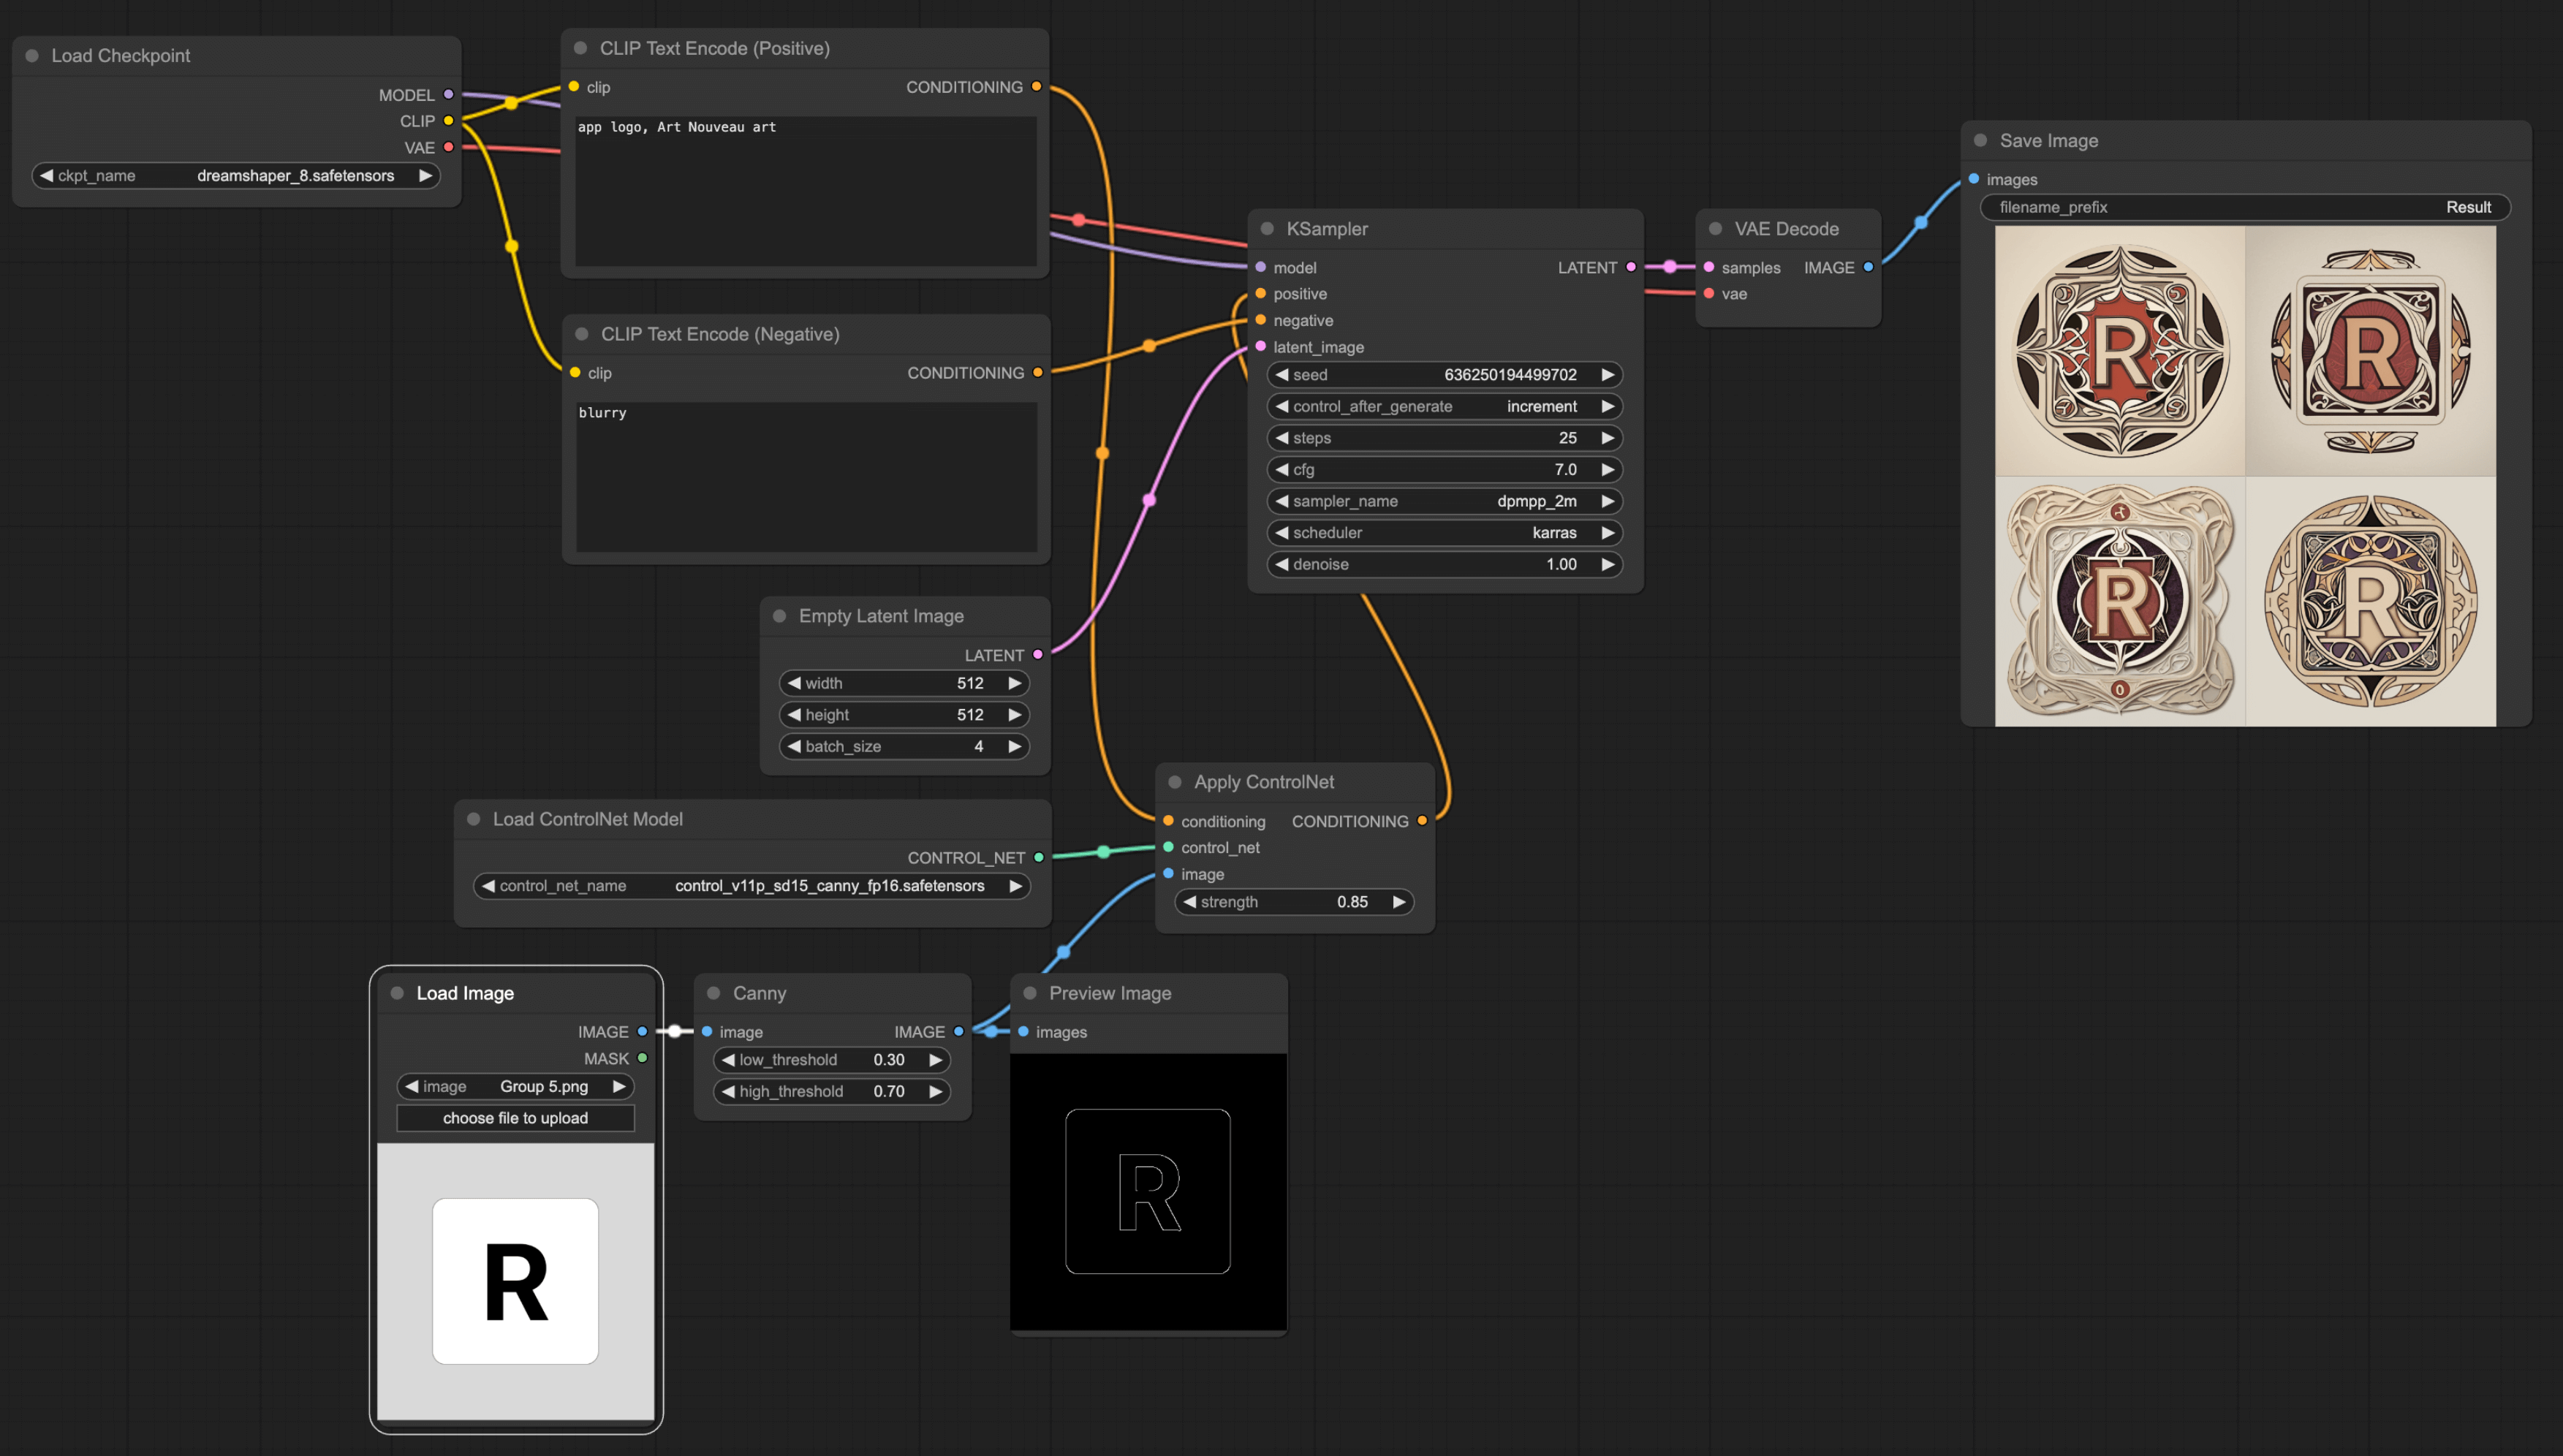 Load Checkpoint
MODEL
CLIP
VAE
ckpt_name dreamshaper_8.safetensors
CLIP Text Encode (Positive)
clip CONDITIONING
app logo, Art Nouveau art
CLIP Text Encode (Negative)
clip CONDITIONING
blurry
Empty Latent Image
LATENT
width 512
height 512
batch_size 4
Load ControlNet Model
CONTROL_NET
control_net_name control_v11p_sd15_canny_fp16.safetensors
Load Image
IMAGE
MASK
image Group 5.png
choose file to upload
R
Canny
image IMAGE
low_threshold 0.30
high_threshold 0.70
Preview Image
images
R
Apply ControlNet
conditioning CONDITIONING
control_net
image
strength 0.85
KSampler
model LATENT
positive
negative
latent_image
seed 636250194499702
control_after_generate increment
steps 25
cfg 7.0
sampler_name dpmpp_2m
scheduler karras
denoise 1.00
VAE Decode
samples IMAGE
vae
Save Image
images
filename_prefix Result
R
R
R
R